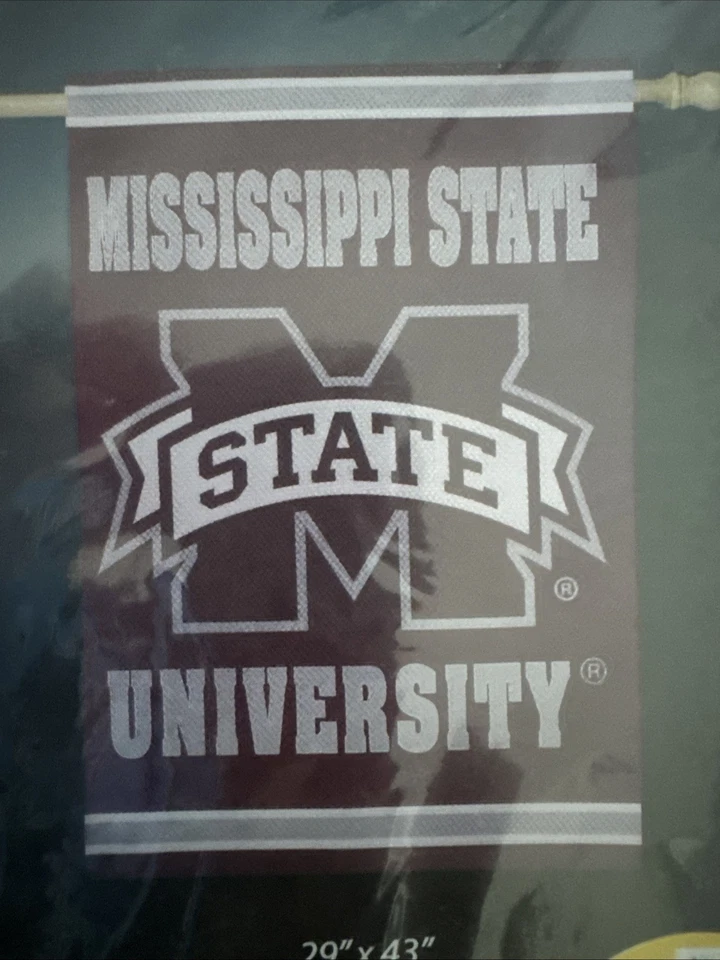 MISSISSIPPI STATE
STATE
®
UNIVERSITY®
29" x 43"